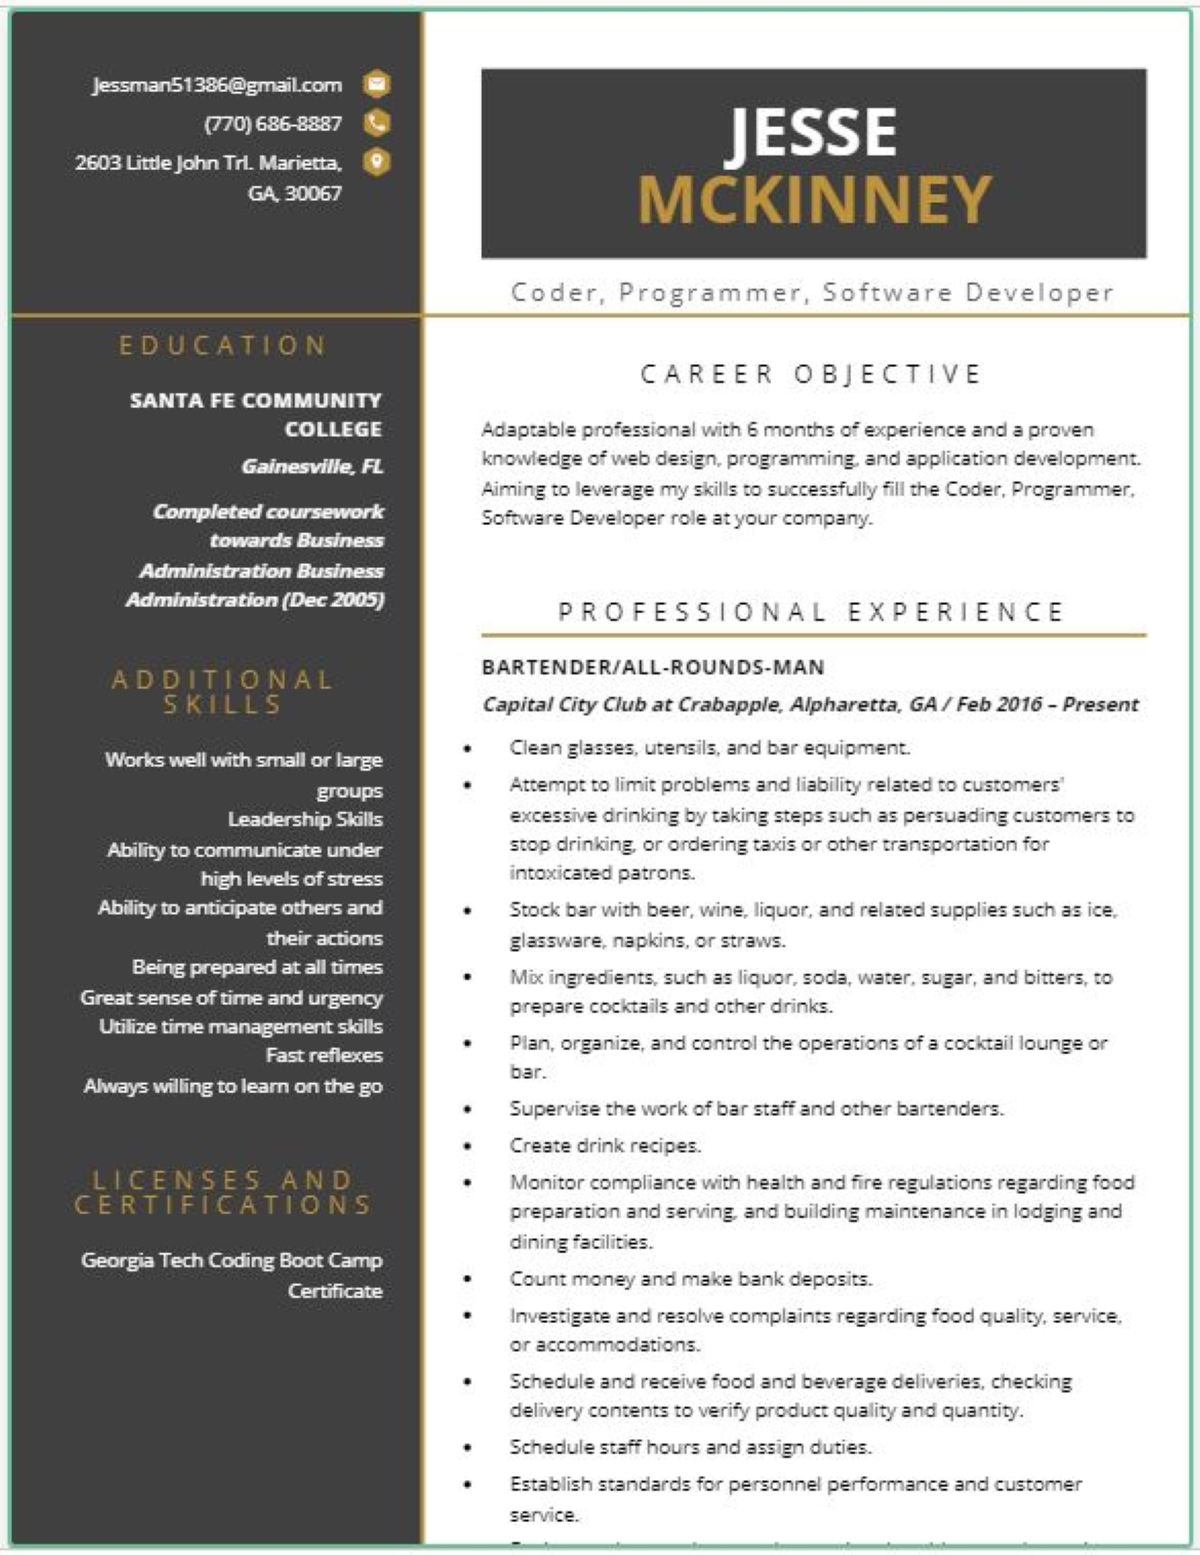 Jessman51386@gmail.com
(770) 686-8887
2603 Little John Trl. Marietta,
GA, 30067
EDUCATION
SANTA FE COMMUNITY
COLLEGE
Gainesville, FL
Completed coursework
towards Business
Administration Business
Administration (Dec 2005)
ADDITIONAL
SKILLS
Works well with small or large
groups
Leadership Skills
Ability to communicate under
high levels of stress
Ability to anticipate others and
their actions
Being prepared at all times
Great sense of time and urgency
Utilize time management skills
Fast reflexes
Always willing to learn on the go
LICENSES AND
CERTIFICATIONS
Georgia Tech Coding Boot Camp
Certificate
JESSE
MCKINNEY
Coder, Programmer, Software Developer
CAREER OBJECTIVE
Adaptable professional with 6 months of experience and a proven
knowledge of web design, programming, and application development.
Aiming to leverage my skills to successfully fill the Coder, Programmer,
Software Developer role at your company.
PROFESSIONAL EXPERIENCE
BARTENDER/ALL-ROUNDS-MAN
Capital City Club at Crabapple, Alpharetta, GA / Feb 2016 – Present
• Clean glasses, utensils, and bar equipment.
• Attempt to limit problems and liability related to customers'
excessive drinking by taking steps such as persuading customers to
stop drinking, or ordering taxis or other transportation for
intoxicated patrons.
• Stock bar with beer, wine, liquor, and related supplies such as ice,
glassware, napkins, or straws.
• Mix ingredients, such as liquor, soda, water, sugar, and bitters, to
prepare cocktails and other drinks.
• Plan, organize, and control the operations of a cocktail lounge or
bar.
• Supervise the work of bar staff and other bartenders.
• Create drink recipes.
• Monitor compliance with health and fire regulations regarding food
preparation and serving, and building maintenance in lodging and
dining facilities.
• Count money and make bank deposits.
• Investigate and resolve complaints regarding food quality, service,
or accommodations.
• Schedule and receive food and beverage deliveries, checking
delivery contents to verify product quality and quantity.
• Schedule staff hours and assign duties.
• Establish standards for personnel performance and customer
service.